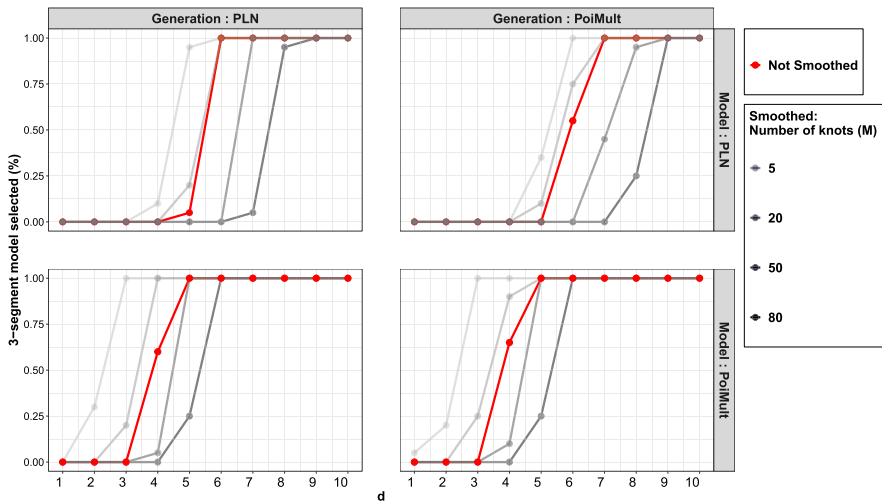 Generation : PLN
Generation : PoiMult
1.00
0.75
0.50
0.25
0.00
Model : PLN
1.00
0.75
0.50
0.25
0.00
Model : PoiMult
3−segment model selected (%)
1 2 3 4 5 6 7 8 9 10
1 2 3 4 5 6 7 8 9 10
d
Not Smoothed
Smoothed:
Number of knots (M)
5
20
50
80